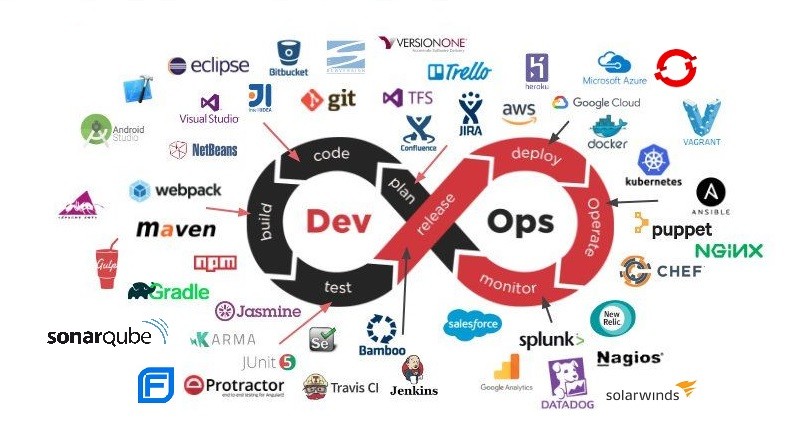 VERSIONONE
eclipse
Bitbucket
SUBVERSION
Trello
heroku
Microsoft Azure
Android
Studio
Visual Studio
IntelliJ IDEA
git
TFS
Confluence
JIRA
aws
Google Cloud
docker
VAGRANT
NetBeans
kubernetes
webpack
ANSIBLE
maven
puppet
NGINX
CHEF
Gulp
npm
Gradle
Jasmine
sonarqube
KARMA
JUnit 5
Se
Bamboo
salesforce
splunk>
New
Relic.
Nagios
Protractor
end to end testing for AngularJS
Travis CI
Jenkins
Google Analytics
DATADOG
solarwinds
code
plan
build
test
release
deploy
Operate
monitor
Dev
Ops